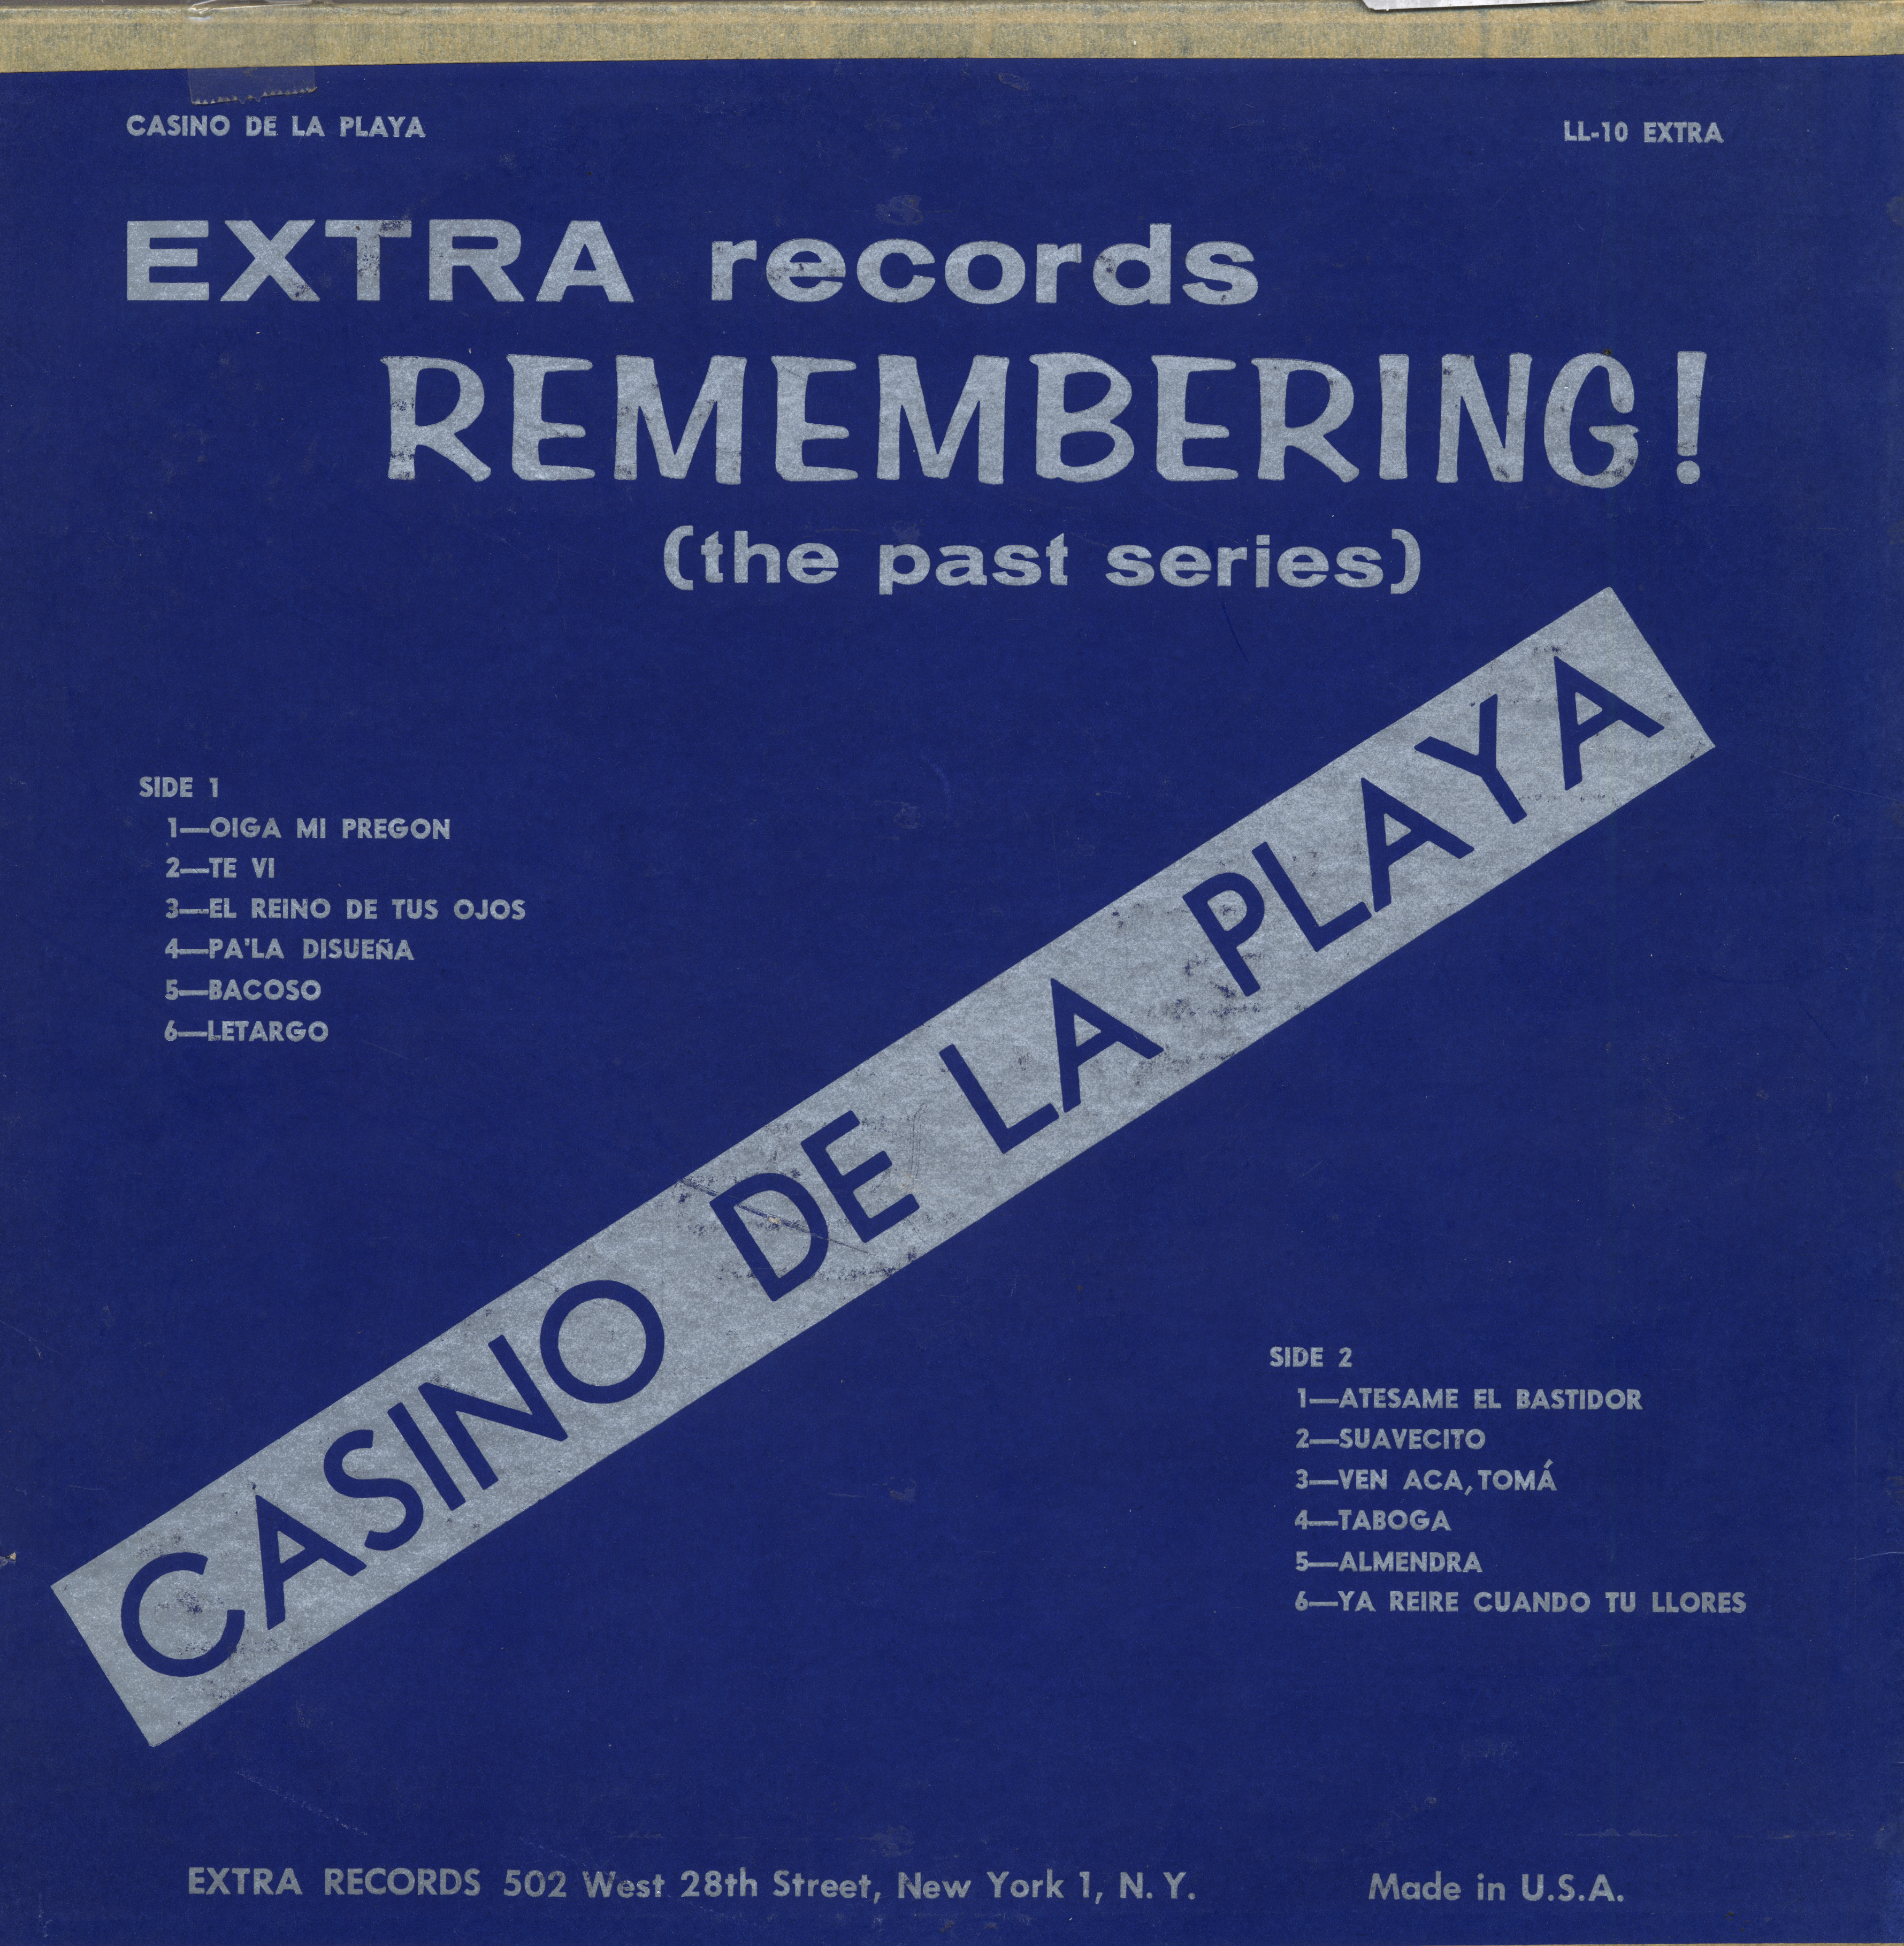 CASINO DE LA PLAYA
LL-10 EXTRA
EXTRA records
REMEMBERING!
(the past series)
CASINO DE LA PLAYA
SIDE 1
1—OIGA MI PREGON
2—TE VI
3—EL REINO DE TUS OJOS
4—PA'LA DISUEÑA
5—BACOSO
6—LETARGO
SIDE 2
1—ATESAME EL BASTIDOR
2—SUAVECITO
3—VEN ACA, TOMÁ
4—TABOGA
5—ALMENDRA
6—YA REIRE CUANDO TU LLORES
EXTRA RECORDS 502 West 28th Street, New York 1, N. Y.
Made in U.S.A.